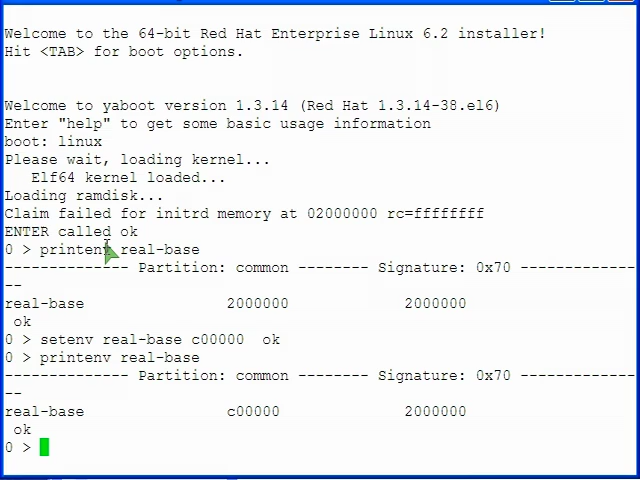 Welcome to the 64-bit Red Hat Enterprise Linux 6.2 installer!
Hit <TAB> for boot options.
Welcome to yaboot version 1.3.14 (Red Hat 1.3.14-38.el6)
Enter "help" to get some basic usage information
boot: linux
Please wait, loading kernel...
   Elf64 kernel loaded...
Loading ramdisk...
Claim failed for initrd memory at 02000000 rc=ffffffff
ENTER called ok
0 > printenv real-base
-------------- Partition: common -------- Signature: 0x70 -------------
--
real-base                2000000             2000000
 ok
0 > setenv real-base c00000  ok
0 > printenv real-base
-------------- Partition: common -------- Signature: 0x70 -------------
--
real-base                c00000              2000000
 ok
0 >